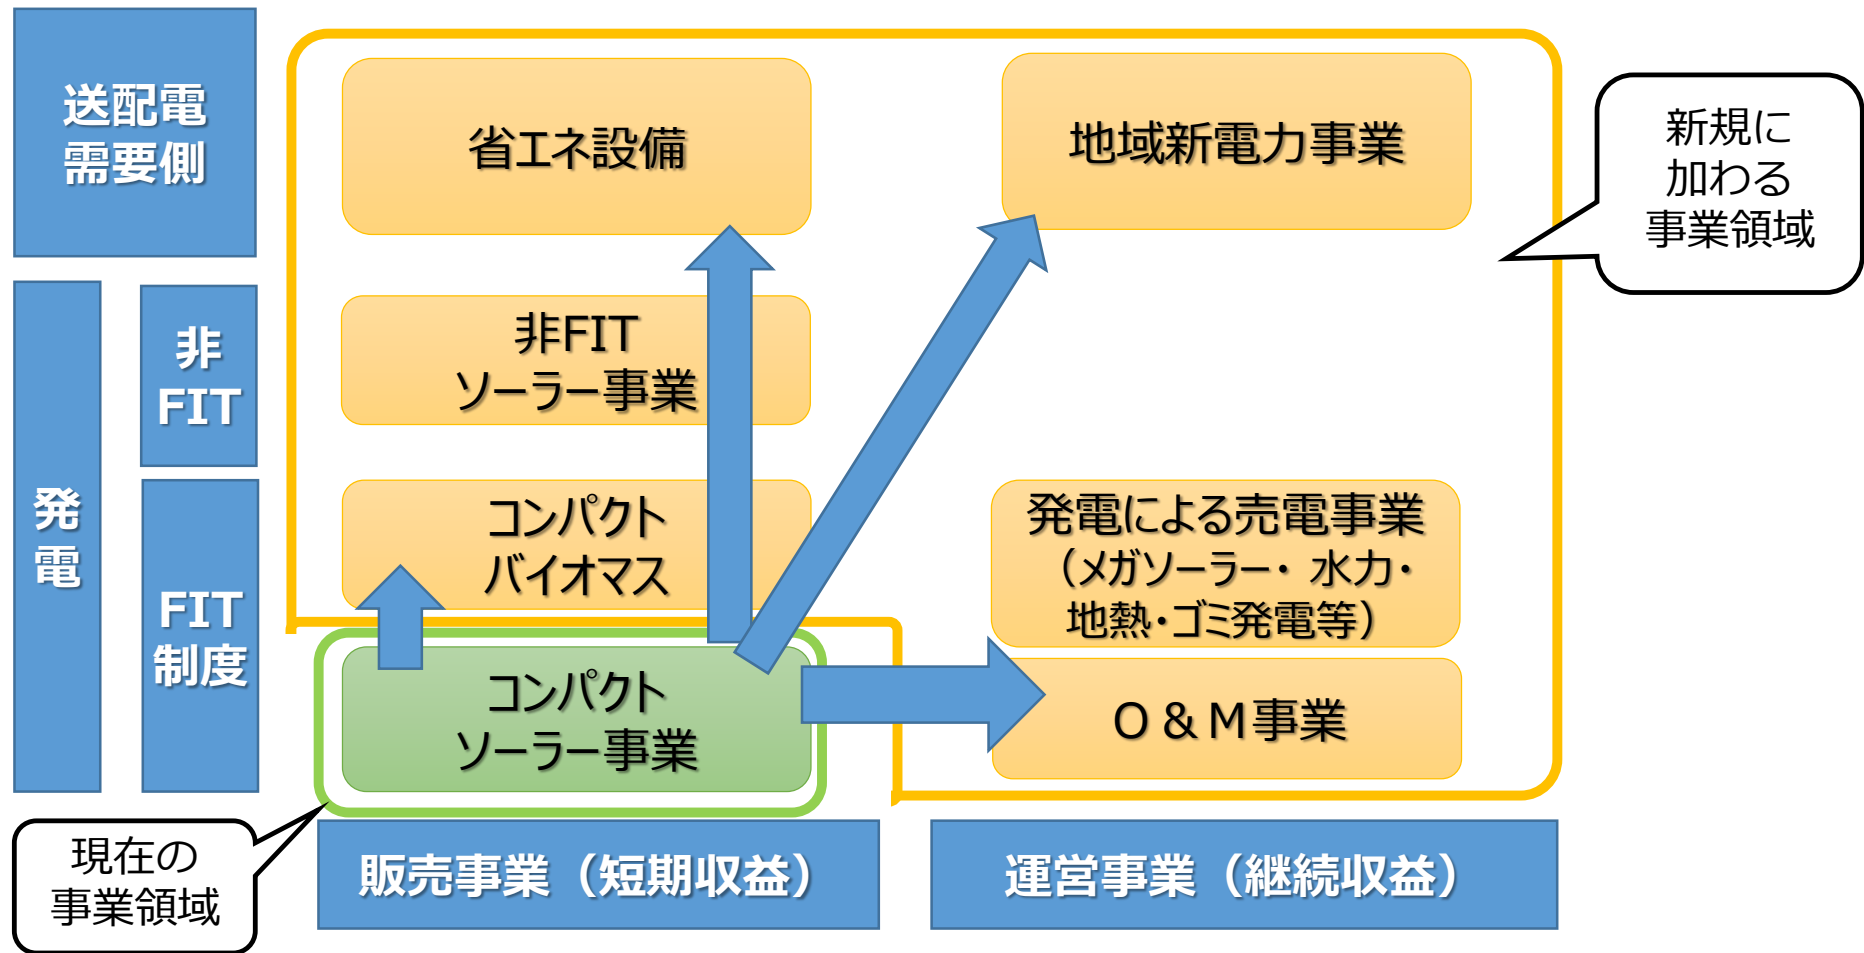 送配電
需要側
省エネ設備
地域新電力事業
新規に
加わる
事業領域
発
電
非
FIT
非FIT
ソーラー事業
FIT
制度
コンパクト
バイオマス
発電による売電事業
（メガソーラー・水力・
地熱・ゴミ発電等）
コンパクト
ソーラー事業
O＆M事業
現在の
事業領域
販売事業（短期収益）
運営事業（継続収益）